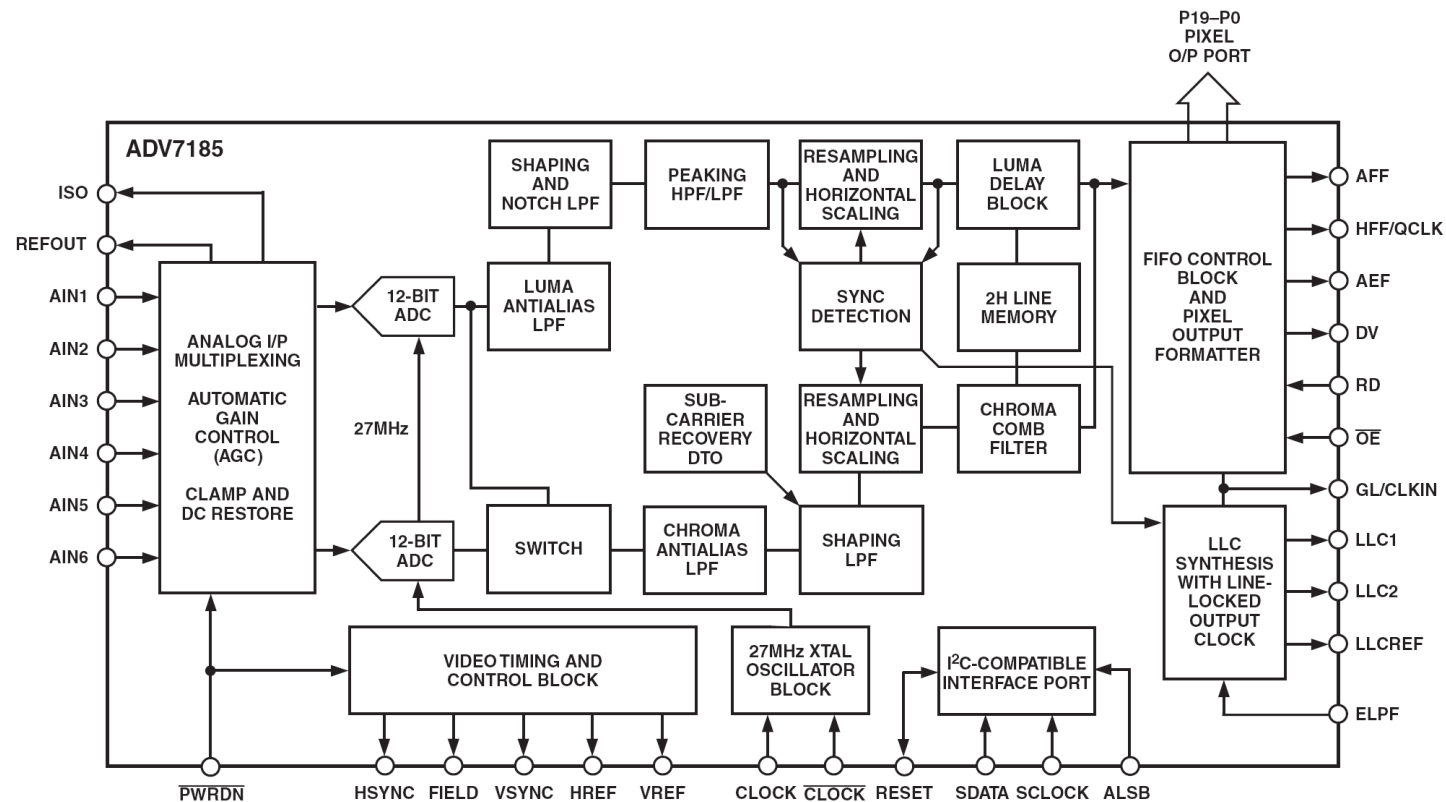 P19–P0
PIXEL
O/P PORT
ADV7185
ISO
REFOUT
AIN1
AIN2
AIN3
AIN4
AIN5
AIN6
ANALOG I/P
MULTIPLEXING
AUTOMATIC
GAIN
CONTROL
(AGC)
CLAMP AND
DC RESTORE
12-BIT
ADC
27MHz
12-BIT
ADC
SHAPING
AND
NOTCH LPF
LUMA
ANTIALIAS
LPF
PEAKING
HPF/LPF
RESAMPLING
AND
HORIZONTAL
SCALING
LUMA
DELAY
BLOCK
SYNC
DETECTION
2H LINE
MEMORY
SUB-
CARRIER
RECOVERY
DTO
RESAMPLING
AND
HORIZONTAL
SCALING
CHROMA
COMB
FILTER
SWITCH
CHROMA
ANTIALIAS
LPF
SHAPING
LPF
FIFO CONTROL
BLOCK
AND
PIXEL
OUTPUT
FORMATTER
LLC
SYNTHESIS
WITH LINE-
LOCKED
OUTPUT
CLOCK
AFF
HFF/QCLK
AEF
DV
RD
OE
GL/CLKIN
LLC1
LLC2
LLCREF
ELPF
VIDEO TIMING AND
CONTROL BLOCK
27MHz XTAL
OSCILLATOR
BLOCK
I²C-COMPATIBLE
INTERFACE PORT
PWRDN
HSYNC
FIELD
VSYNC
HREF
VREF
CLOCK
CLOCK
RESET
SDATA
SCLOCK
ALSB